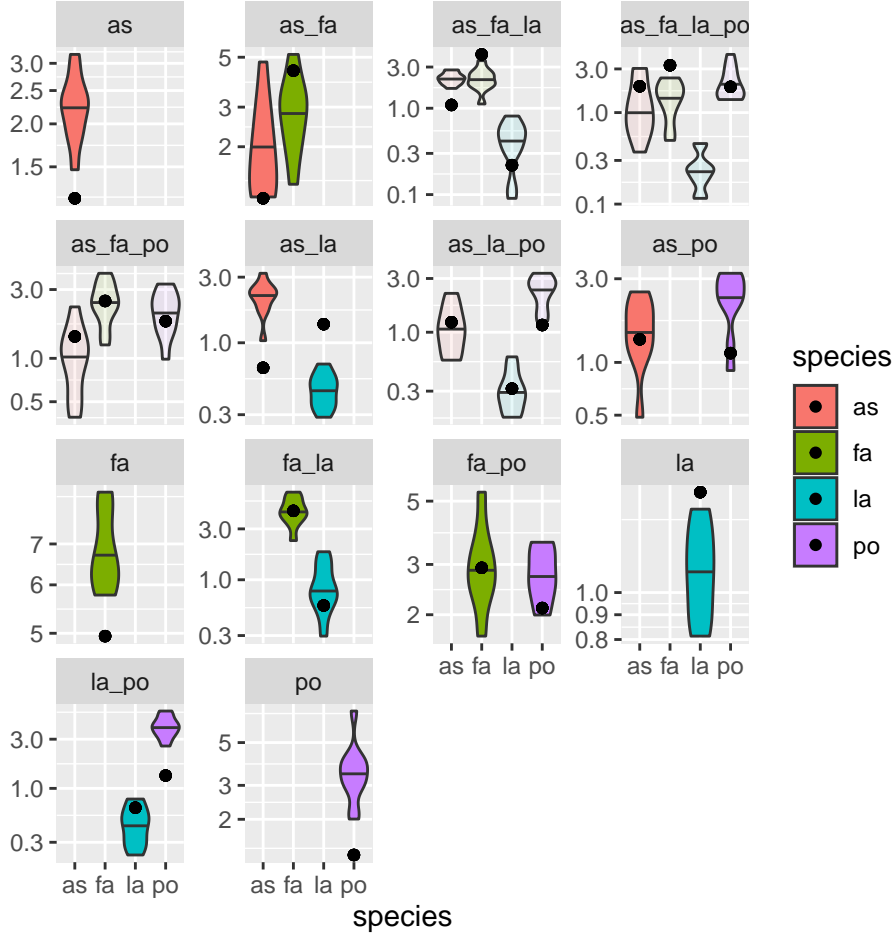 as
as_fa
as_fa_la
as_fa_la_po
3.0
2.5
2.0
1.5
5
3
2
3.0
1.0
0.3
0.1
3.0
1.0
0.3
0.1
as_fa_po
as_la
as_la_po
as_po
3.0
1.0
0.5
3.0
1.0
0.3
3.0
1.0
0.3
3.0
1.0
0.5
fa
fa_la
fa_po
la
7
6
5
3.0
1.0
0.3
5
3
2
1.0
0.9
0.8
as fa la po
as fa la po
la_po
po
3.0
1.0
0.3
5
3
2
as fa la po
as fa la po
species
species
as
fa
la
po